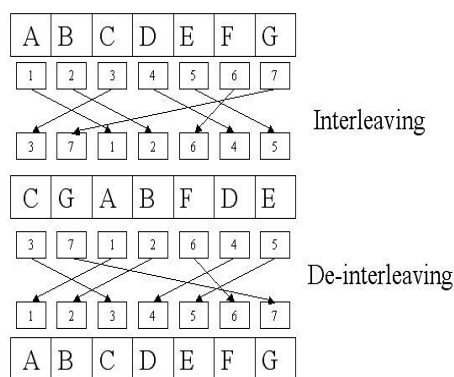 A B C D E F G
1 2 3 4 5 6 7
Interleaving
3 7 1 2 6 4 5
C G A B F D E
3 7 1 2 6 4 5
De-interleaving
1 2 3 4 5 6 7
A B C D E F G